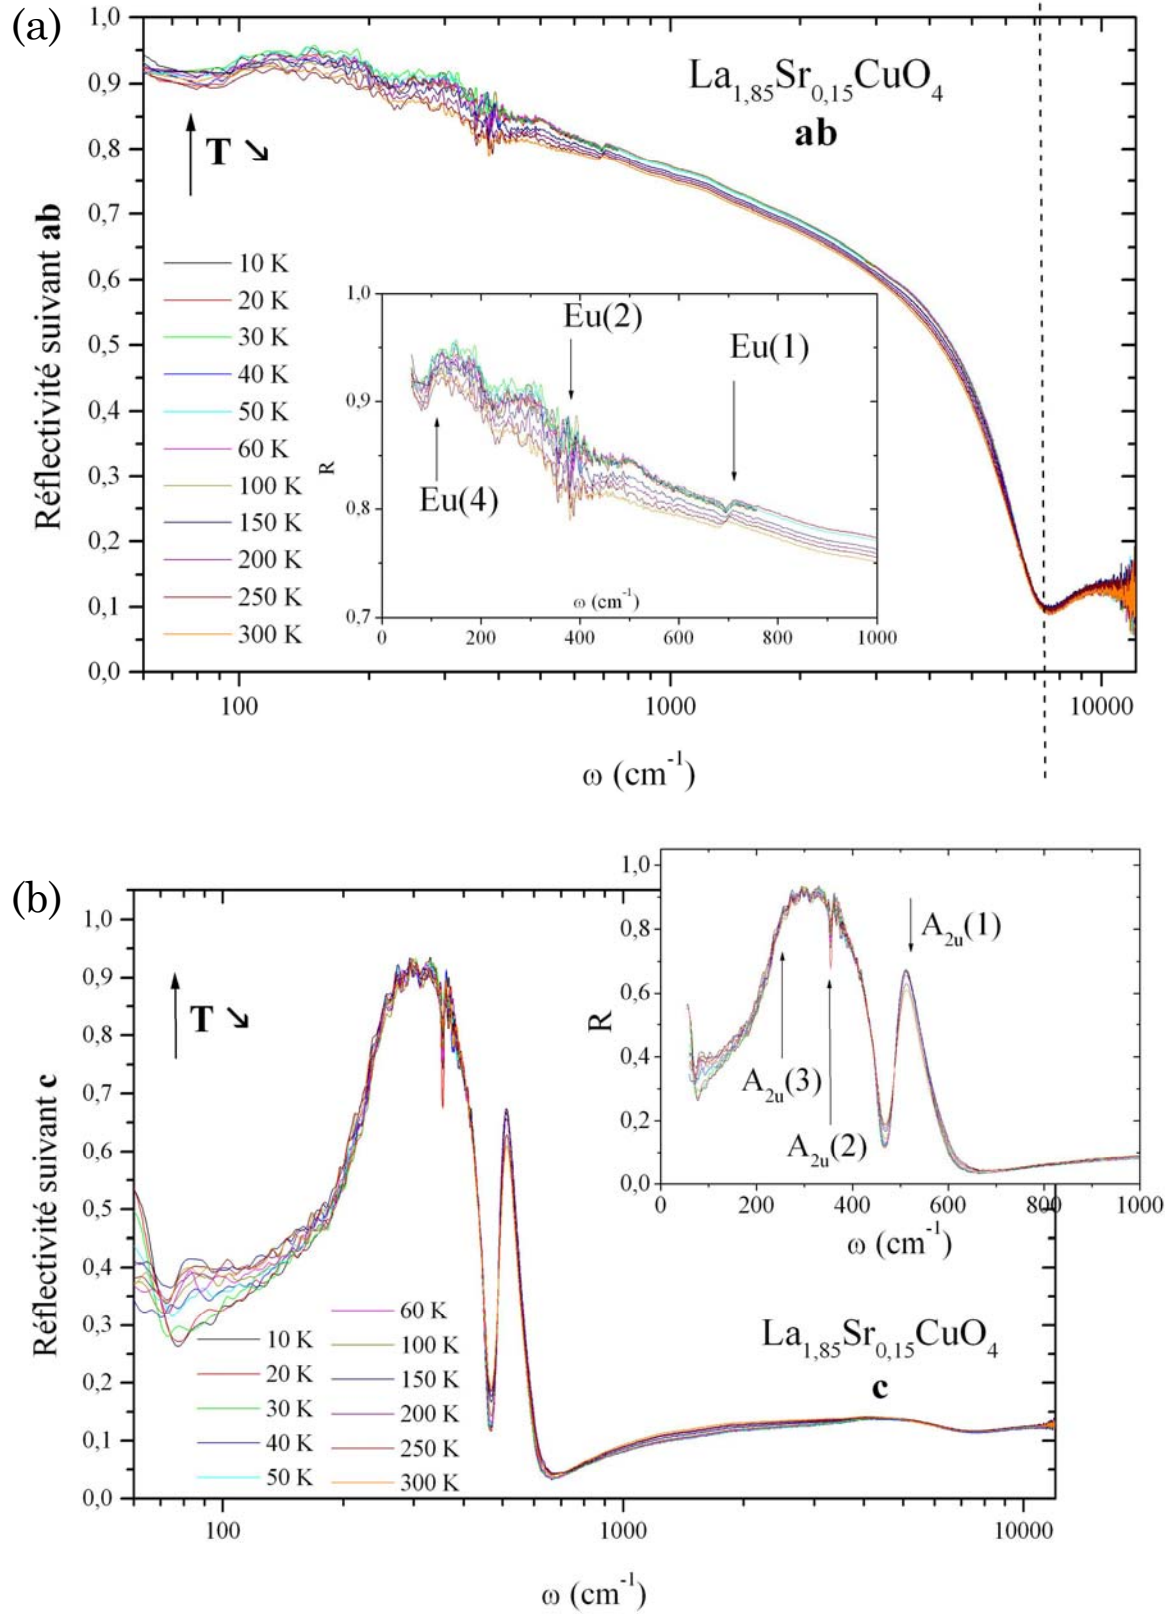 (a)
La1,85Sr0,15CuO4
ab
T ↘
Réflectivité suivant ab
1,0
0,9
0,8
0,7
0,6
0,5
0,4
0,3
0,2
0,1
0,0
10 K
20 K
30 K
40 K
50 K
60 K
100 K
150 K
200 K
250 K
300 K
1,0
0,9
0,8
0,7
R
Eu(2)
Eu(1)
Eu(4)
ω (cm-1)
0 200 400 600 800 1000
100 1000 10000
ω (cm-1)
(b)
T ↘
Réflectivité suivant c
1,0
0,9
0,8
0,7
0,6
0,5
0,4
0,3
0,2
0,1
0,0
1,0
0,8
0,6
0,4
0,2
0,0
R
A2u(1)
A2u(3)
A2u(2)
0 200 400 600 800 1000
ω (cm-1)
10 K
20 K
30 K
40 K
50 K
60 K
100 K
150 K
200 K
250 K
300 K
La1,85Sr0,15CuO4
c
100 1000 10000
ω (cm-1)